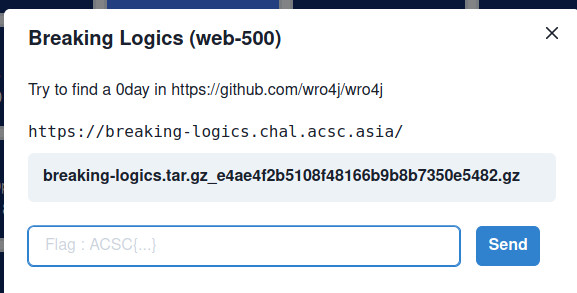 Breaking Logics (web-500)
Try to find a 0day in https://github.com/wro4j/wro4j
https://breaking-logics.chal.acsc.asia/
breaking-logics.tar.gz_e4ae4f2b5108f48166b9b8b7350e5482.gz
Flag : ACSC{...}
Send